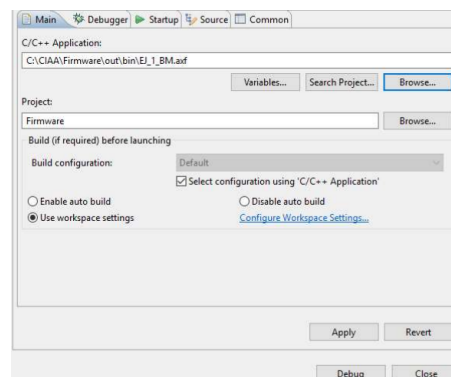 Main Debugger Startup Source Common
C/C++ Application:
C:\CIAA\Firmware\out\bin\EJ_1_BM.axf
Variables... Search Project... Browse...
Project:
Firmware Browse...
Build (if required) before launching
Build configuration: Default
Select configuration using 'C/C++ Application'
Enable auto build Disable auto build
Use workspace settings Configure Workspace Settings...
Apply Revert
Debug Close